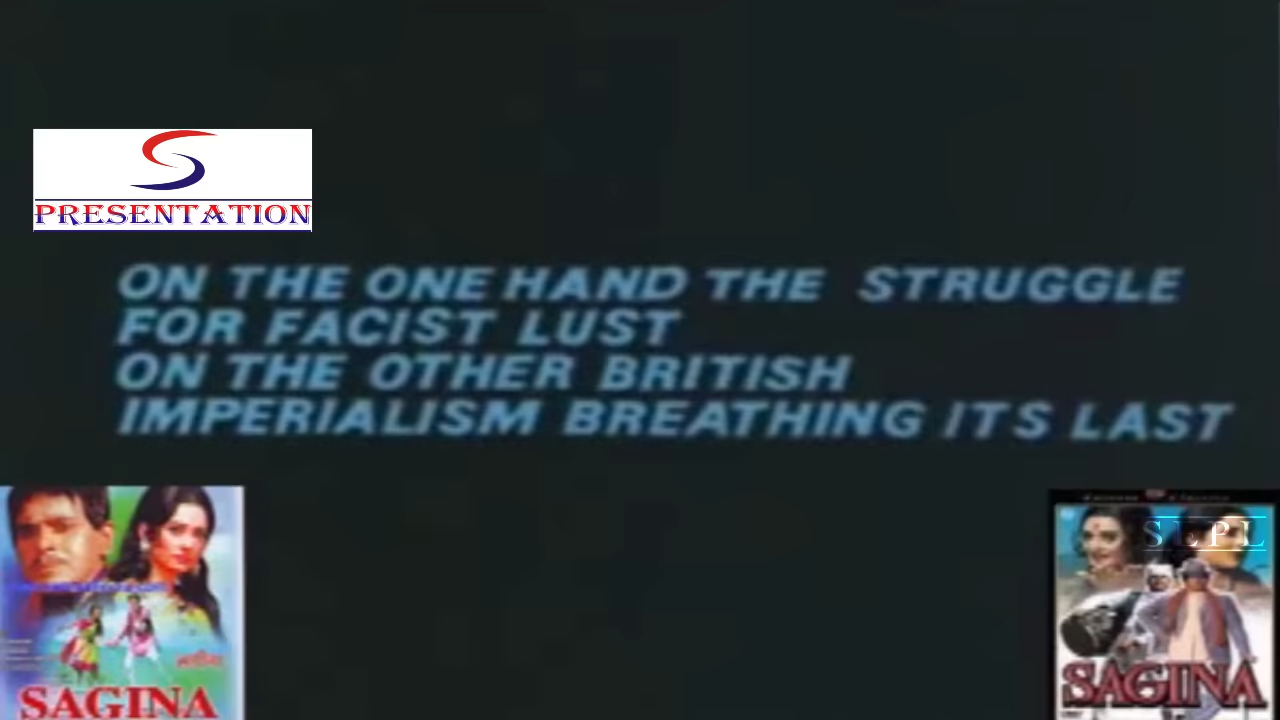 PRESENTATION
ON THE ONE HAND THE STRUGGLE
FOR FACIST LUST
ON THE OTHER BRITISH
IMPERIALISM BREATHING ITS LAST
SAGINA
SEPL
SAGINA